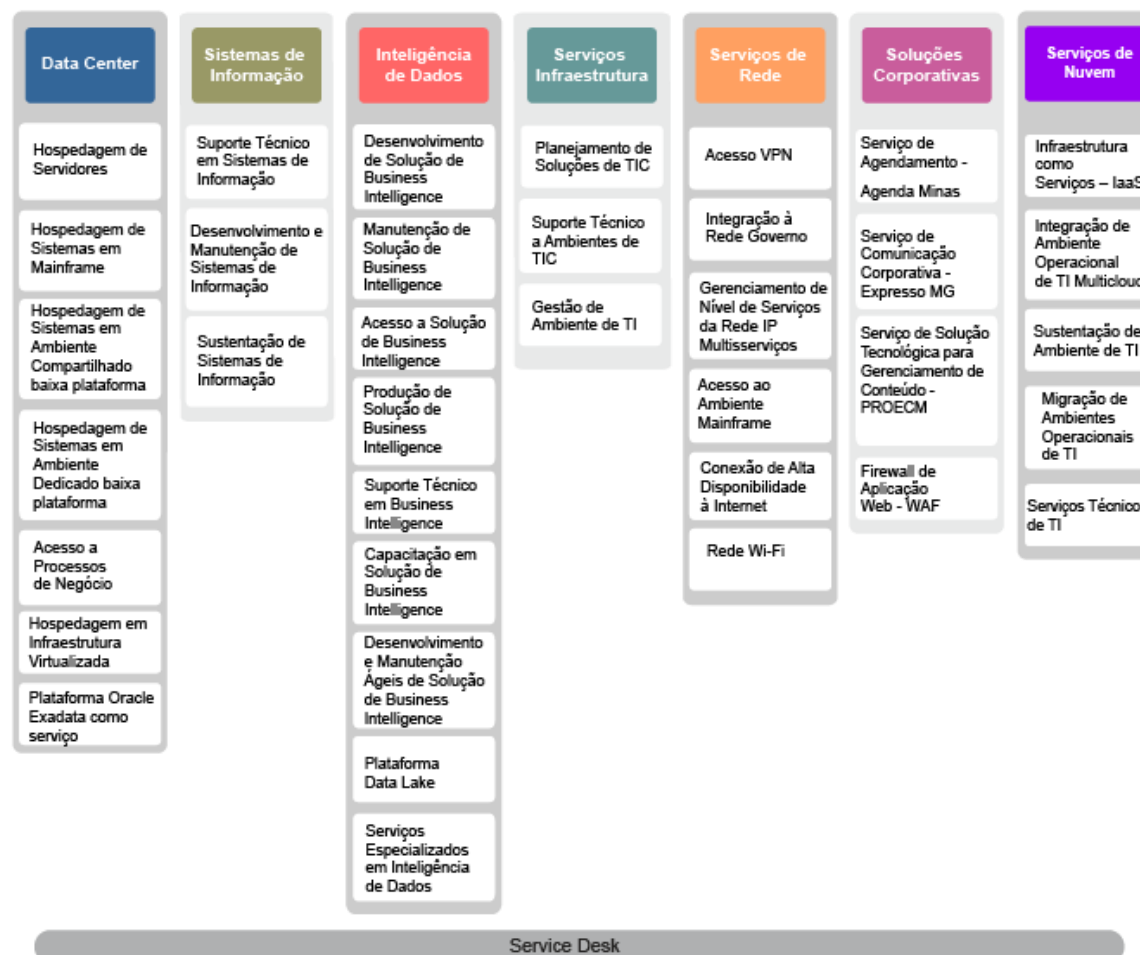 Data Center
Hospedagem de
Servidores
Hospedagem de
Sistemas em
Mainframe
Hospedagem de
Sistemas em
Ambiente
Compartilhado
baixa plataforma
Hospedagem de
Sistemas em
Ambiente
Dedicado baixa
plataforma
Acesso a
Processos
de Negócio
Hospedagem em
Infraestrutura
Virtualizada
Plataforma Oracle
Exadata como
serviço
Sistemas de
Informação
Suporte Técnico
em Sistemas de
Informação
Desenvolvimento e
Manutenção de
Sistemas de
Informação
Sustentação de
Sistemas de
Informação
Inteligência
de Dados
Desenvolvimento
de Solução de
Business
Intelligence
Manutenção de
Solução de
Business
Intelligence
Acesso a Solução
de Business
Intelligence
Produção de
Solução de
Business
Intelligence
Suporte Técnico
em Business
Intelligence
Capacitação em
Solução de
Business
Intelligence
Desenvolvimento
e Manutenção
Ágeis de Solução
de Business
Intelligence
Plataforma
Data Lake
Serviços
Especializados
em Inteligência
de Dados
Serviços
Infraestrutura
Planejamento de
Soluções de TIC
Suporte Técnico
a Ambientes de
TIC
Gestão de
Ambiente de TI
Serviços de
Rede
Acesso VPN
Integração à
Rede Governo
Gerenciamento de
Nível de Serviços
da Rede IP
Multisserviços
Acesso ao
Ambiente
Mainframe
Conexão de Alta
Disponibilidade
à Internet
Rede Wi-Fi
Soluções
Corporativas
Serviço de
Agendamento -
Agenda Minas
Serviço de
Comunicação
Corporativa -
Expresso MG
Serviço de Solução
Tecnológica para
Gerenciamento de
Conteúdo -
PROECM
Firewall de
Aplicação
Web - WAF
Serviços de
Nuvem
Infraestrutura
como
Serviços – IaaS
Integração de
Ambiente
Operacional
de TI Multicloud
Sustentação de
Ambiente de TI
Migração de
Ambientes
Operacionais
de TI
Serviços Técnico
de TI
Service Desk